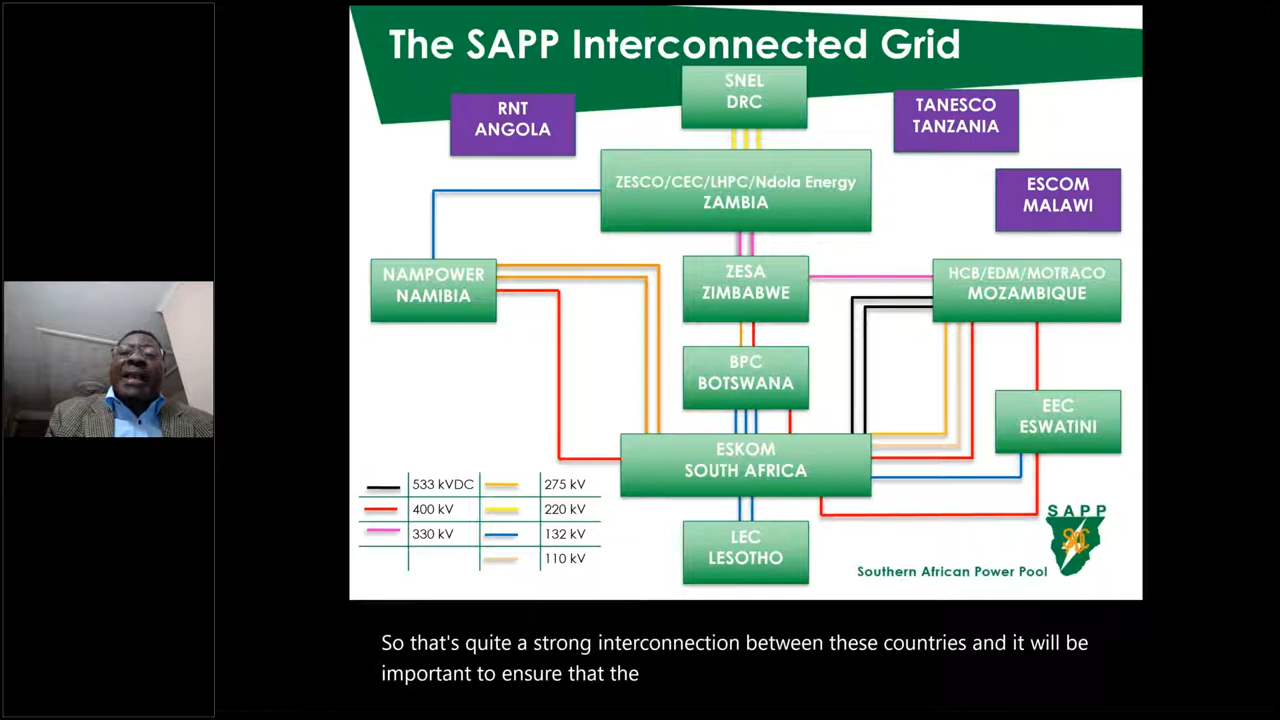 The SAPP Interconnected Grid
SNEL
DRC
RNT
ANGOLA
TANESCO
TANZANIA
ZESCO/CEC/LHPC/Ndola Energy
ZAMBIA
ESCOM
MALAWI
NAMPOWER
NAMIBIA
ZESA
ZIMBABWE
HCB/EDM/MOTRACO
MOZAMBIQUE
BPC
BOTSWANA
EEC
ESWATINI
ESKOM
SOUTH AFRICA
533 kVDC
275 kV
400 kV
220 kV
330 kV
132 kV
110 kV
LEC
LESOTHO
SAPP
Southern African Power Pool
So that's quite a strong interconnection between these countries and it will be
important to ensure that the